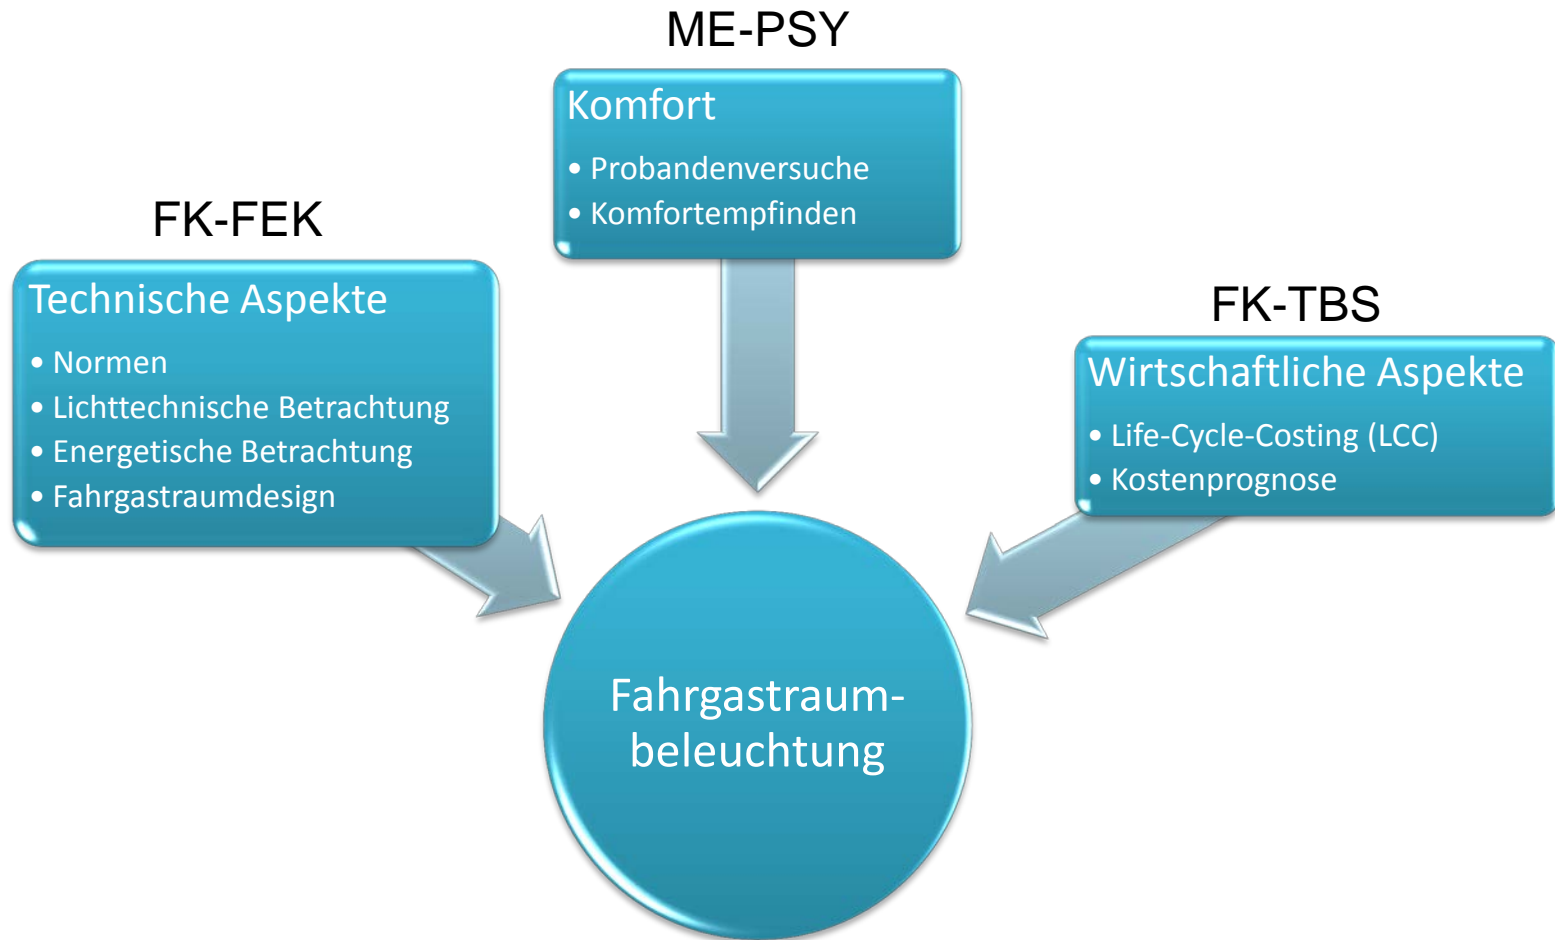 ME-PSY
Komfort
• Probandenversuche
• Komfortempfinden
FK-FEK
Technische Aspekte
• Normen
• Lichttechnische Betrachtung
• Energetische Betrachtung
• Fahrgastraumdesign
FK-TBS
Wirtschaftliche Aspekte
• Life-Cycle-Costing (LCC)
• Kostenprognose
Fahrgastraum-
beleuchtung